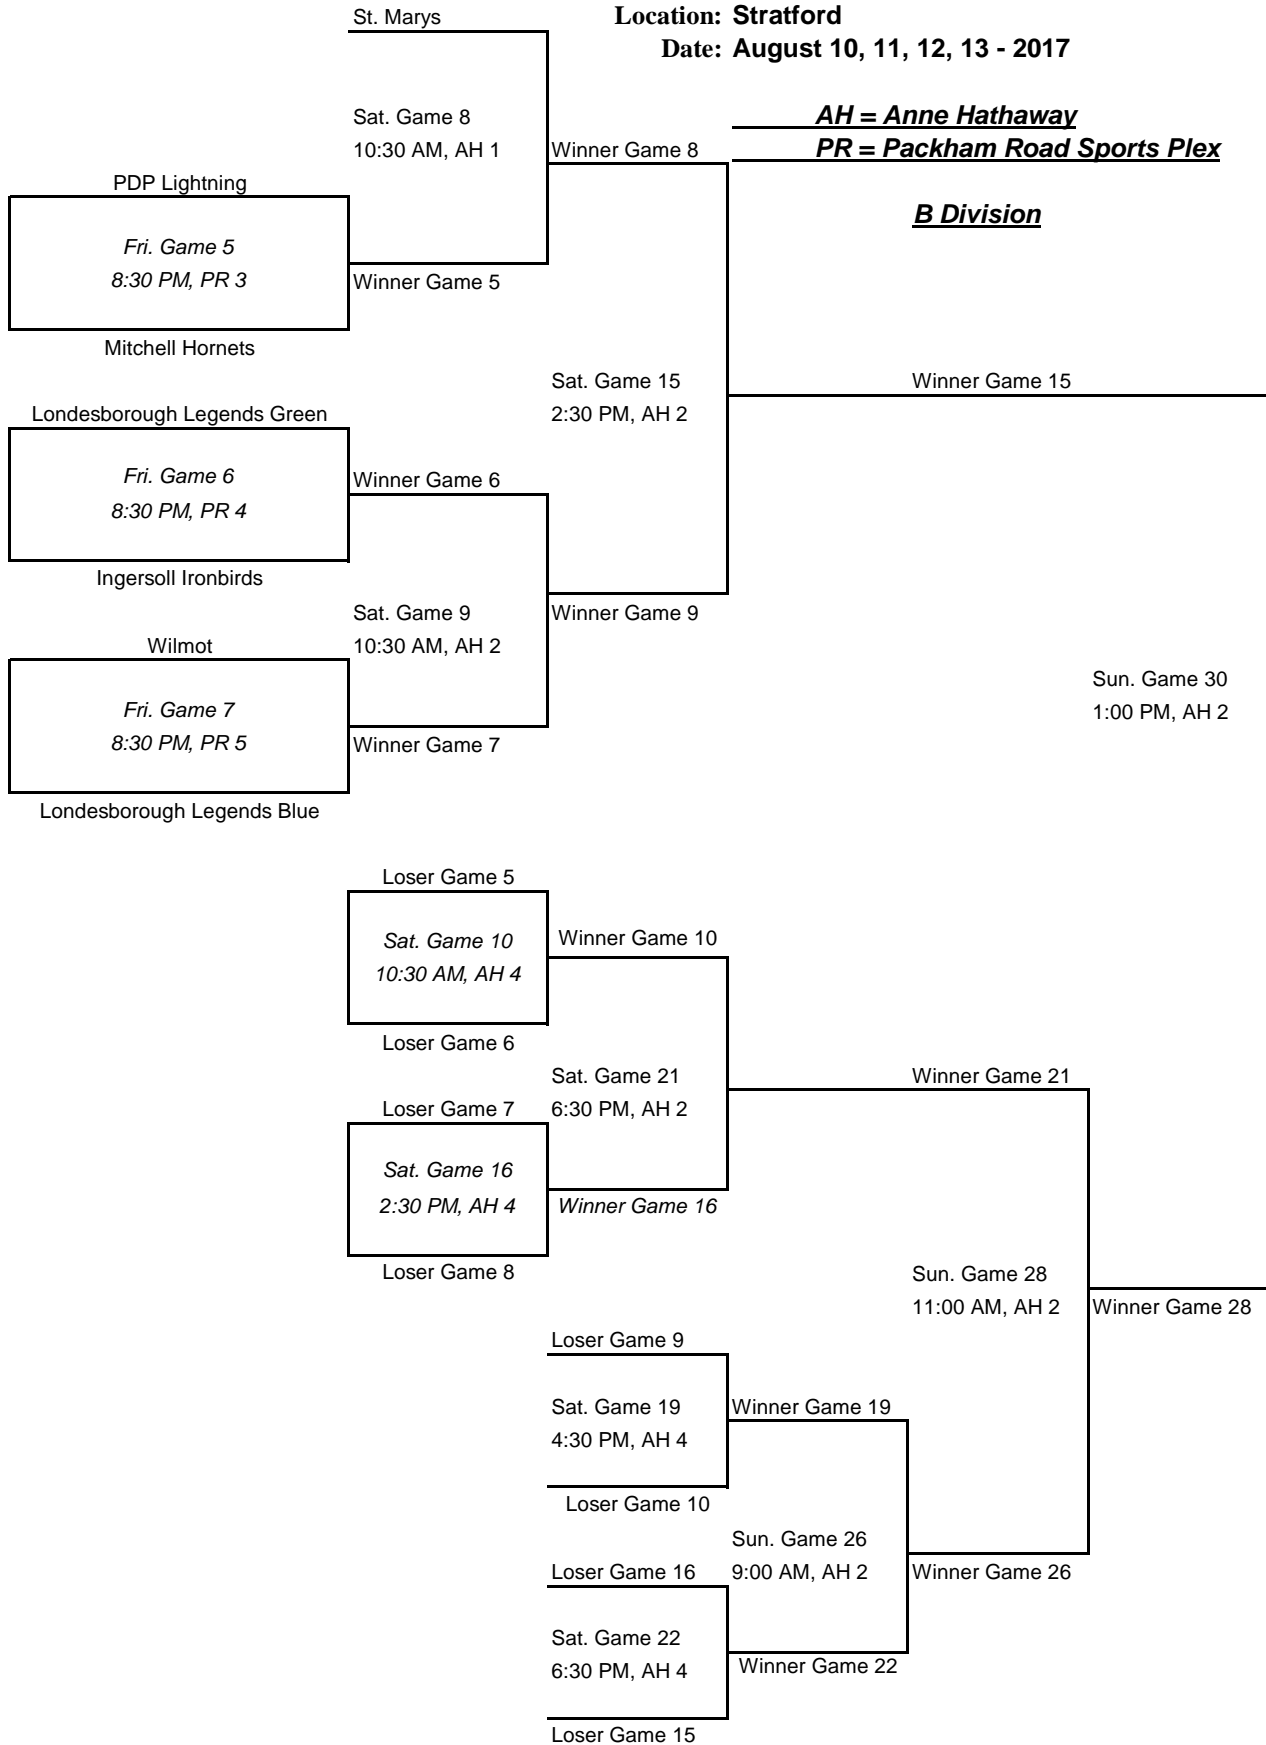 St. Marys
Location: Stratford
Date: August 10, 11, 12, 13 - 2017
Sat. Game 8
10:30 AM, AH 1
AH = Anne Hathaway
Winner Game 8
PR = Packham Road Sports Plex
PDP Lightning
B Division
Fri. Game 5
8:30 PM, PR 3
Winner Game 5
Mitchell Hornets
Sat. Game 15
2:30 PM, AH 2
Winner Game 15
Londesborough Legends Green
Fri. Game 6
8:30 PM, PR 4
Winner Game 6
Ingersoll Ironbirds
Sat. Game 9
10:30 AM, AH 2
Winner Game 9
Wilmot
Sun. Game 30
1:00 PM, AH 2
Fri. Game 7
8:30 PM, PR 5
Winner Game 7
Londesborough Legends Blue
Loser Game 5
Sat. Game 10
10:30 AM, AH 4
Winner Game 10
Loser Game 6
Sat. Game 21
6:30 PM, AH 2
Winner Game 21
Loser Game 7
Sat. Game 16
2:30 PM, AH 4
Winner Game 16
Loser Game 8
Sun. Game 28
11:00 AM, AH 2
Winner Game 28
Loser Game 9
Sat. Game 19
4:30 PM, AH 4
Winner Game 19
Loser Game 10
Sun. Game 26
9:00 AM, AH 2
Winner Game 26
Loser Game 16
Sat. Game 22
6:30 PM, AH 4
Winner Game 22
Loser Game 15